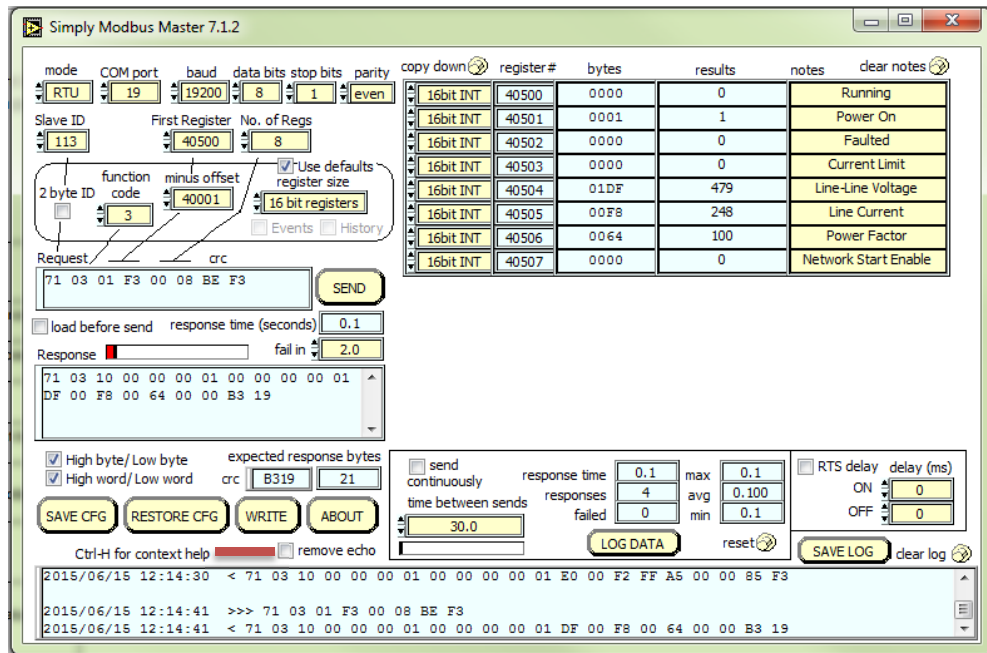 Simply Modbus Master 7.1.2
mode COM port baud data bits stop bits parity
RTU 19 19200 8 1 even
Slave ID First Register No. of Regs
113 40500 8
Use defaults
2 byte ID function code minus offset register size
3 40001 16 bit registers
Events History
Request crc
71 03 01 F3 00 08 BE F3
SEND
load before send response time (seconds) 0.1
Response fail in 2.0
71 03 10 00 00 00 01 00 00 00 00 01
DF 00 F8 00 64 00 00 B3 19
High byte/Low byte expected response bytes
High word/Low word crc B319 21
SAVE CFG RESTORE CFG WRITE ABOUT
Ctrl-H for context help remove echo
copy down register # bytes results notes clear notes
16bit INT 40500 0000 0 Running
16bit INT 40501 0001 1 Power On
16bit INT 40502 0000 0 Faulted
16bit INT 40503 0000 0 Current Limit
16bit INT 40504 01DF 479 Line-Line Voltage
16bit INT 40505 00F8 248 Line Current
16bit INT 40506 0064 100 Power Factor
16bit INT 40507 0000 0 Network Start Enable
send continuously response time 0.1 max 0.1
time between sends responses 4 avg 0.100
30.0 failed 0 min 0.1
LOG DATA reset
RTS delay delay (ms)
ON 0
OFF 0
SAVE LOG clear log
2015/06/15 12:14:30 < 71 03 10 00 00 00 01 00 00 00 00 01 E0 00 F2 FF A5 00 00 85 F3
2015/06/15 12:14:41 >>> 71 03 01 F3 00 08 BE F3
2015/06/15 12:14:41 < 71 03 10 00 00 00 01 00 00 00 00 01 DF 00 F8 00 64 00 00 B3 19